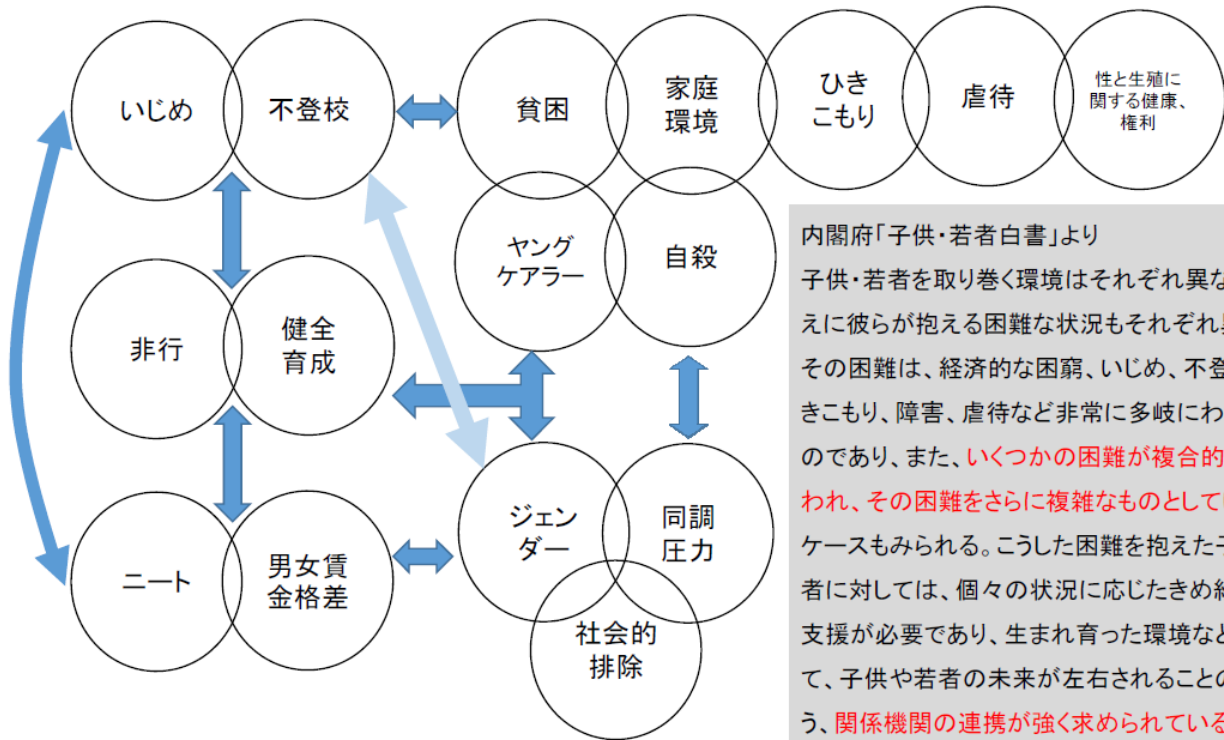 いじめ
不登校
貧困
家庭
環境
ひき
こもり
虐待
性と生殖に
関する健康、
権利
ヤング
ケアラー
自殺
非行
健全
育成
ニート
男女賃
金格差
ジェン
ダー
同調
圧力
社会的
排除
内閣府「子供・若者白書」より
子供・若者を取り巻く環境はそれぞれ異な
えに彼らが抱える困難な状況もそれぞれ
その困難は、経済的な困窮、いじめ、不登
きこもり、障害、虐待など非常に多岐にわ
のであり、また、いくつかの困難が複合的
われ、その困難をさらに複雑なものとして
ケースもみられる。こうした困難を抱えた
者に対しては、個々の状況に応じたきめ
支援が必要であり、生まれ育った環境など
て、子供や若者の未来が左右されることの
う、関係機関の連携が強く求められている